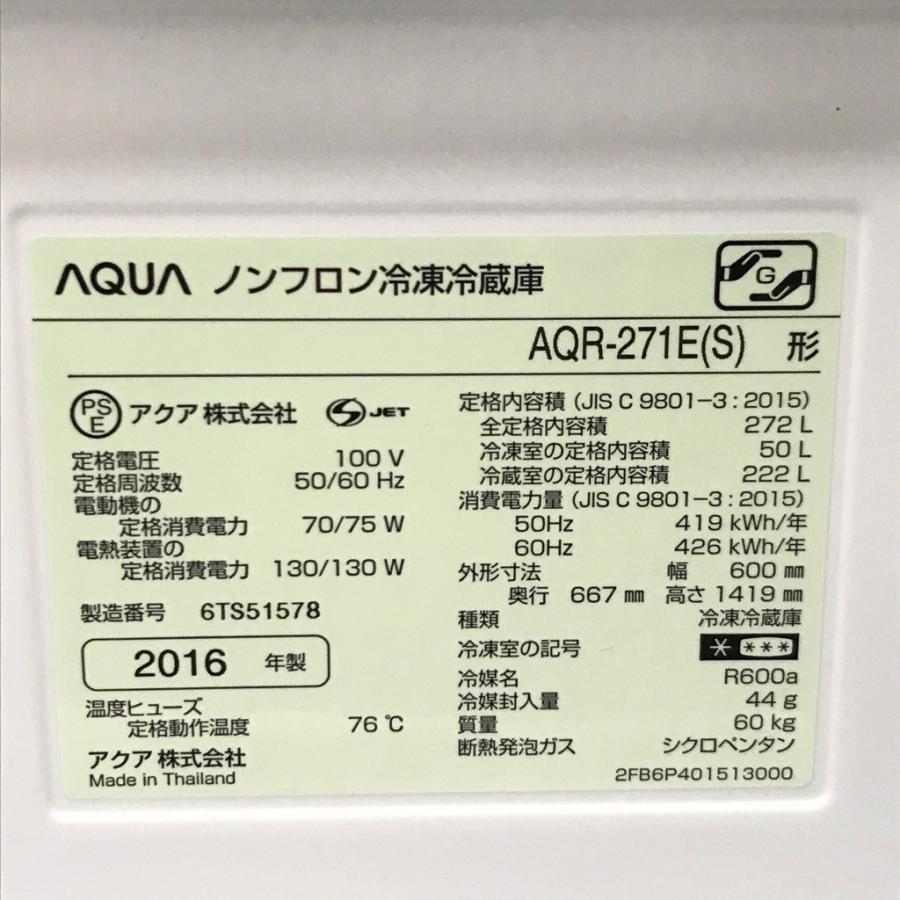 AQUA ノンフロン冷凍冷蔵庫
G
AQR-271E(S) 形
PS
E
アクア 株式会社
JET
定格電圧 100 V
定格周波数 50/60 Hz
電動機の
定格消費電力 70/75 W
電熱装置の
定格消費電力 130/130 W
製造番号 6TS51578
2016 年製
温度ヒューズ
定格動作温度 76 ℃
アクア 株式会社
Made in Thailand
定格内容積 (JIS C 9801-3 : 2015)
全定格内容積 272 L
冷凍室の定格内容積 50 L
冷蔵室の定格内容積 222 L
消費電力量 (JIS C 9801-3 : 2015)
50Hz 419 kWh/年
60Hz 426 kWh/年
外形寸法 幅 600 ㎜
奥行 667 ㎜ 高さ 1419 ㎜
種類 冷凍冷蔵庫
冷凍室の記号 * ***
冷媒名 R600a
冷媒封入量 44 g
質量 60 kg
断熱発泡ガス シクロペンタン
2FB6P401513000